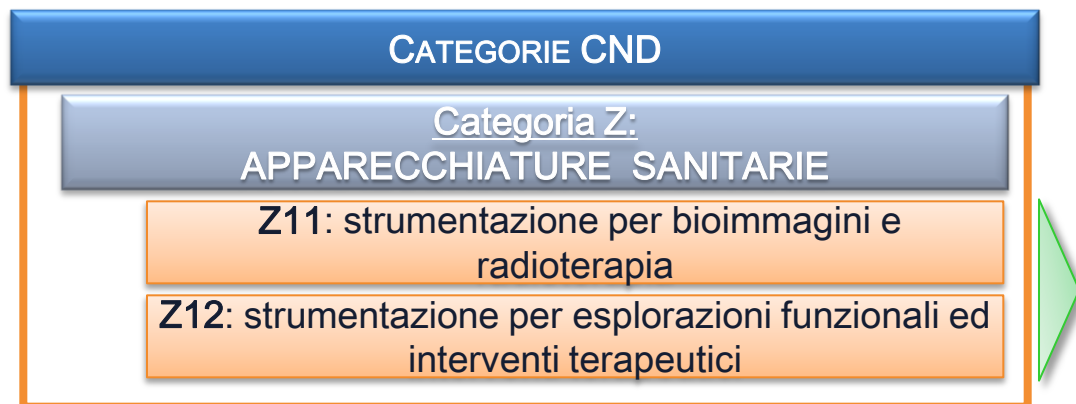 CATEGORIE CND
Categoria Z:
APPARECCHIATURE SANITARIE
Z11: strumentazione per bioimmagini e
radioterapia
Z12: strumentazione per esplorazioni funzionali ed
interventi terapeutici